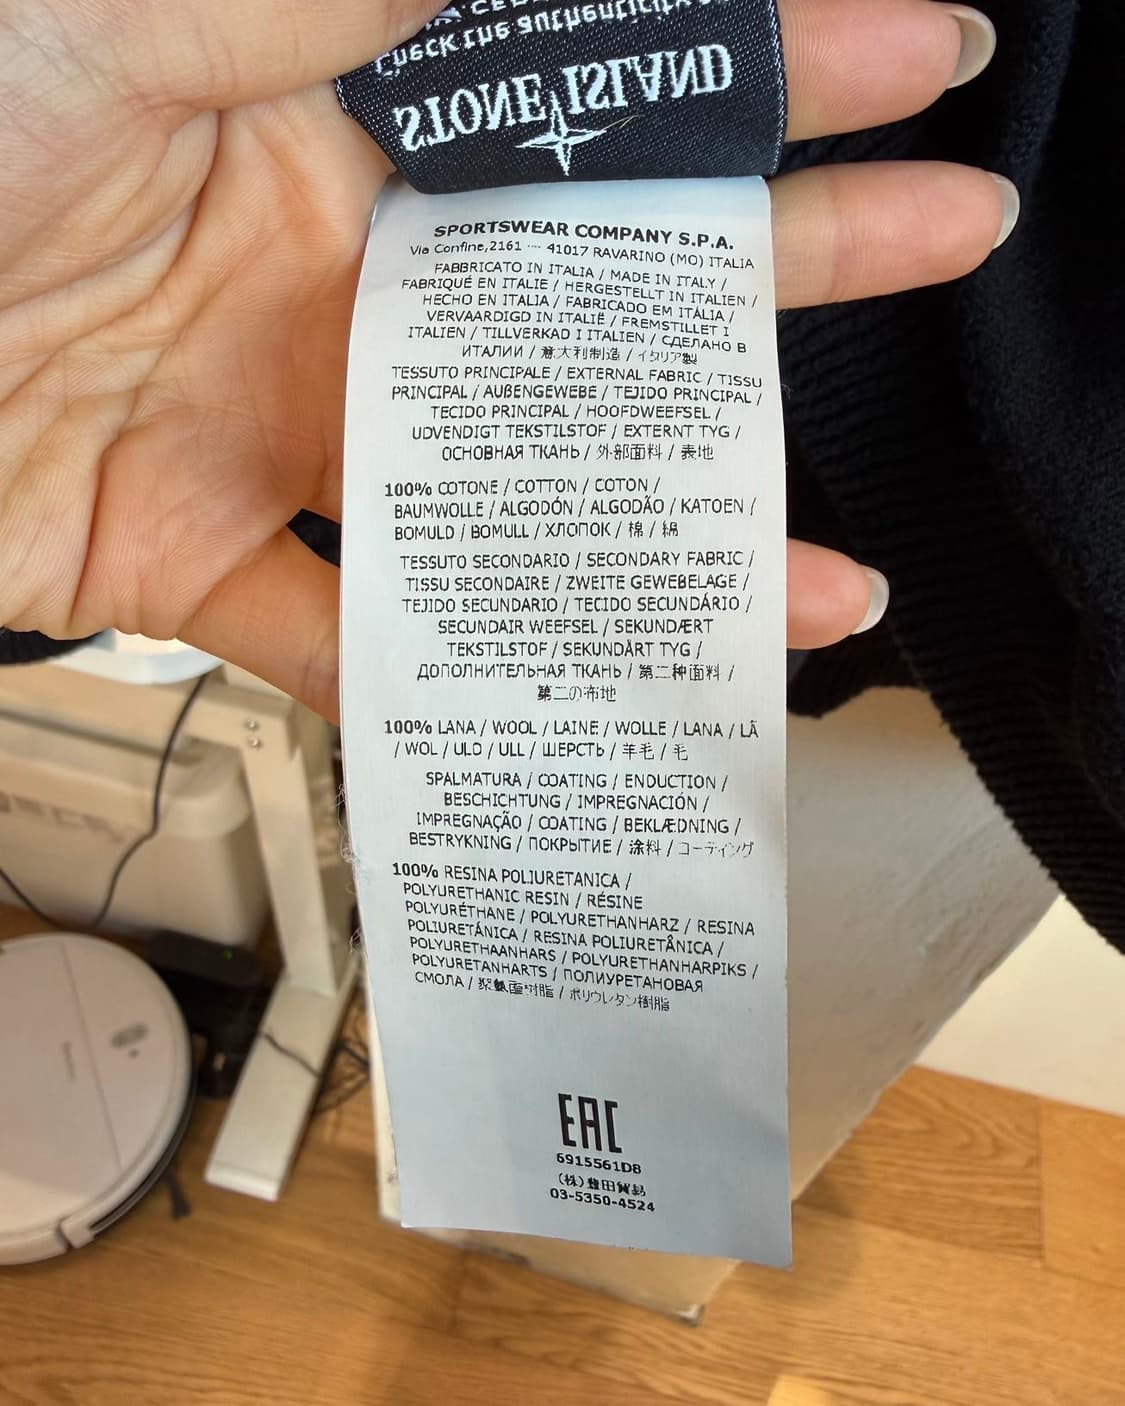 Check the authenticity
STONE ISLAND
SPORTSWEAR COMPANY S.P.A.
Via Confine,2161 --- 41017 RAVARINO (MO) ITALIA
FABBRICATO IN ITALIA / MADE IN ITALY /
FABRIQUÉ EN ITALIE / HERGESTELLT IN ITALIEN /
HECHO EN ITALIA / FABRICADO EM ITÁLIA /
VERVAARDIGD IN ITALIË / FREMSTILLET I
ITALIEN / TILLVERKAD I ITALIEN / СДЕЛАНО В
ИТАЛИИ / 意大利制造 / イタリア製
TESSUTO PRINCIPALE / EXTERNAL FABRIC / TISSU
PRINCIPAL / AUßENGEWEBE / TEJIDO PRINCIPAL /
TECIDO PRINCIPAL / HOOFDWEEFSEL /
UDVENDIGT TEKSTILSTOF / EXTERNT TYG /
ОСНОВНАЯ ТКАНЬ / 外部面料 / 表地
100% COTONE / COTTON / COTON /
BAUMWOLLE / ALGODÓN / ALGODÃO / KATOEN /
BOMULD / BOMULL / ХЛОПОК / 棉 / 綿
TESSUTO SECONDARIO / SECONDARY FABRIC /
TISSU SECONDAIRE / ZWEITE GEWEBELAGE /
TEJIDO SECUNDARIO / TECIDO SECUNDÁRIO /
SECUNDAIR WEEFSEL / SEKUNDÆRT
TEKSTILSTOF / SEKUNDÄRT TYG /
ДОПОЛНИТЕЛЬНАЯ ТКАНЬ / 第二种面料 /
第二の布地
100% LANA / WOOL / LAINE / WOLLE / LANA / LÃ
/ WOL / ULD / ULL / ШЕРСТЬ / 羊毛 / 毛
SPALMATURA / COATING / ENDUCTION /
BESCHICHTUNG / IMPREGNACIÓN /
IMPREGNAÇÃO / COATING / BEKLÆDNING /
BESTRYKNING / ПОКРЫТИЕ / 涂料 / コーティング
100% RESINA POLIURETANICA /
POLYURETHANIC RESIN / RÉSINE
POLYURÉTHANE / POLYURETHANHARZ / RESINA
POLIURETÁNICA / RESINA POLIURETÂNICA /
POLYURETHAANHARS / POLYURETHANHARPIKS /
POLYURETANHARTS / ПОЛИУРЕТАНОВАЯ
СМОЛА / 聚氨酯树脂 / ポリウレタン樹脂
EAC
6915561D8
(株)豊田貿易
03-5350-4524